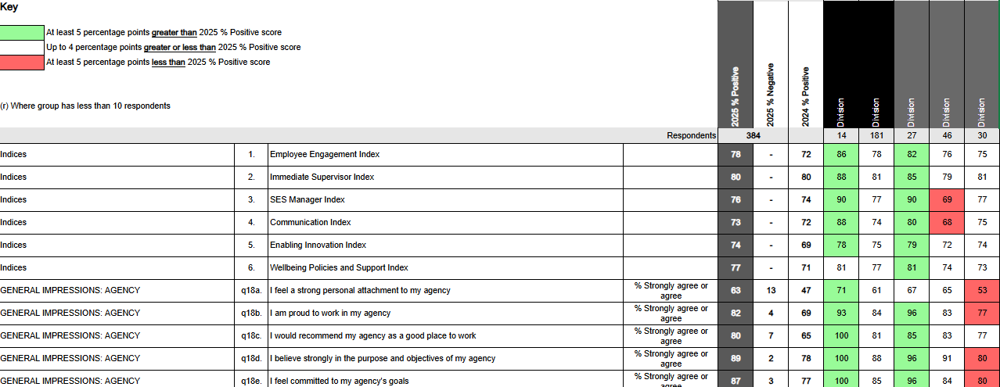 Key
At least 5 percentage points greater than 2025 % Positive score
Up to 4 percentage points greater or less than 2025 % Positive score
At least 5 percentage points less than 2025 % Positive score
(r) Where group has less than 10 respondents
2025 % Positive 2025 % Negative 2024 % Positive Division Division Division Division Division
Respondents 384 14 181 27 46 30
Indices 1. Employee Engagement Index 78 - 72 86 78 82 76 75
Indices 2. Immediate Supervisor Index 80 - 80 88 81 85 79 81
Indices 3. SES Manager Index 76 - 74 90 77 90 69 77
Indices 4. Communication Index 73 - 72 88 74 80 68 75
Indices 5. Enabling Innovation Index 74 - 69 78 75 79 72 74
Indices 6. Wellbeing Policies and Support Index 77 - 71 81 77 81 74 73
GENERAL IMPRESSIONS: AGENCY q18a. I feel a strong personal attachment to my agency % Strongly agree or agree 63 13 47 71 61 67 65 53
GENERAL IMPRESSIONS: AGENCY q18b. I am proud to work in my agency % Strongly agree or agree 82 4 69 93 84 96 83 77
GENERAL IMPRESSIONS: AGENCY q18c. I would recommend my agency as a good place to work % Strongly agree or agree 80 7 65 100 81 85 83 77
GENERAL IMPRESSIONS: AGENCY q18d. I believe strongly in the purpose and objectives of my agency % Strongly agree or agree 89 2 78 100 88 96 91 80
GENERAL IMPRESSIONS: AGENCY q18e. I feel committed to my agency's goals % Strongly agree or agree 87 3 77 100 85 96 84 80